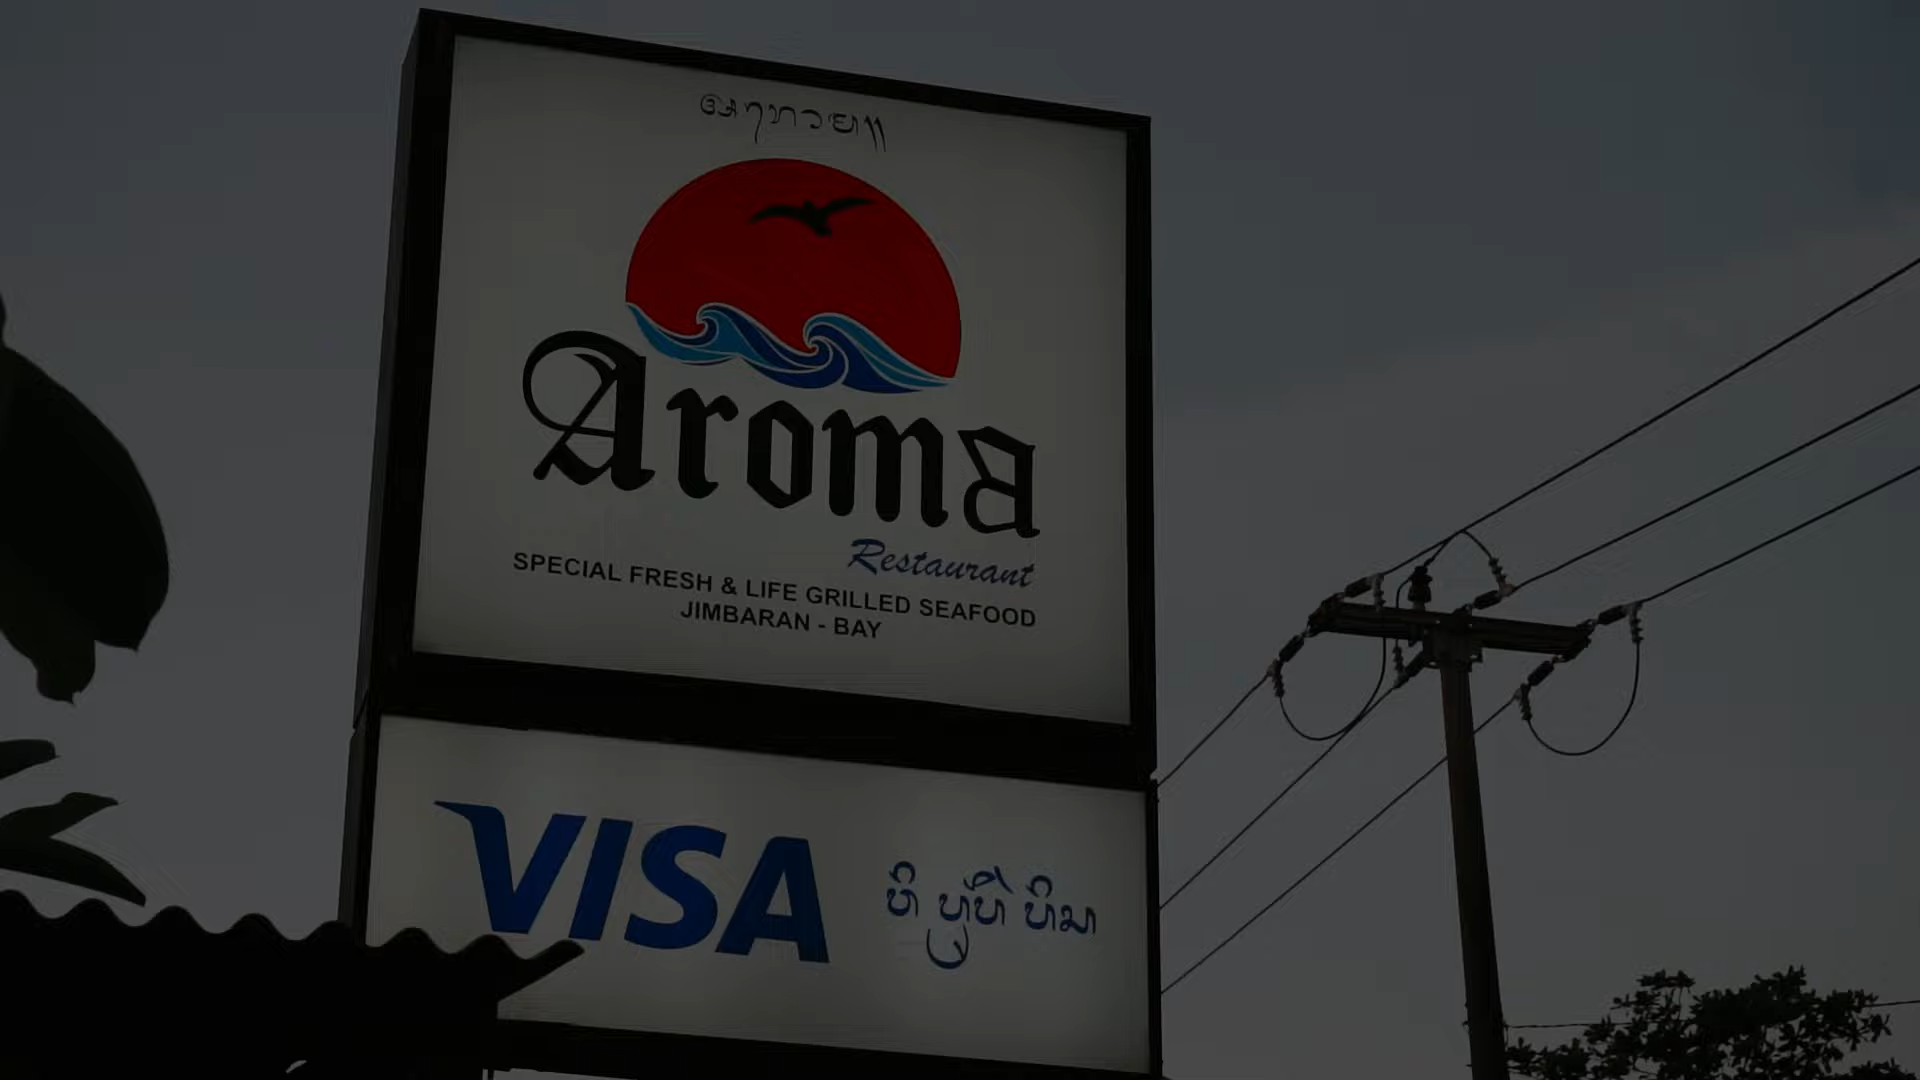 Aroma
Restaurant
SPECIAL FRESH & LIFE GRILLED SEAFOOD
JIMBARAN - BAY
VISA